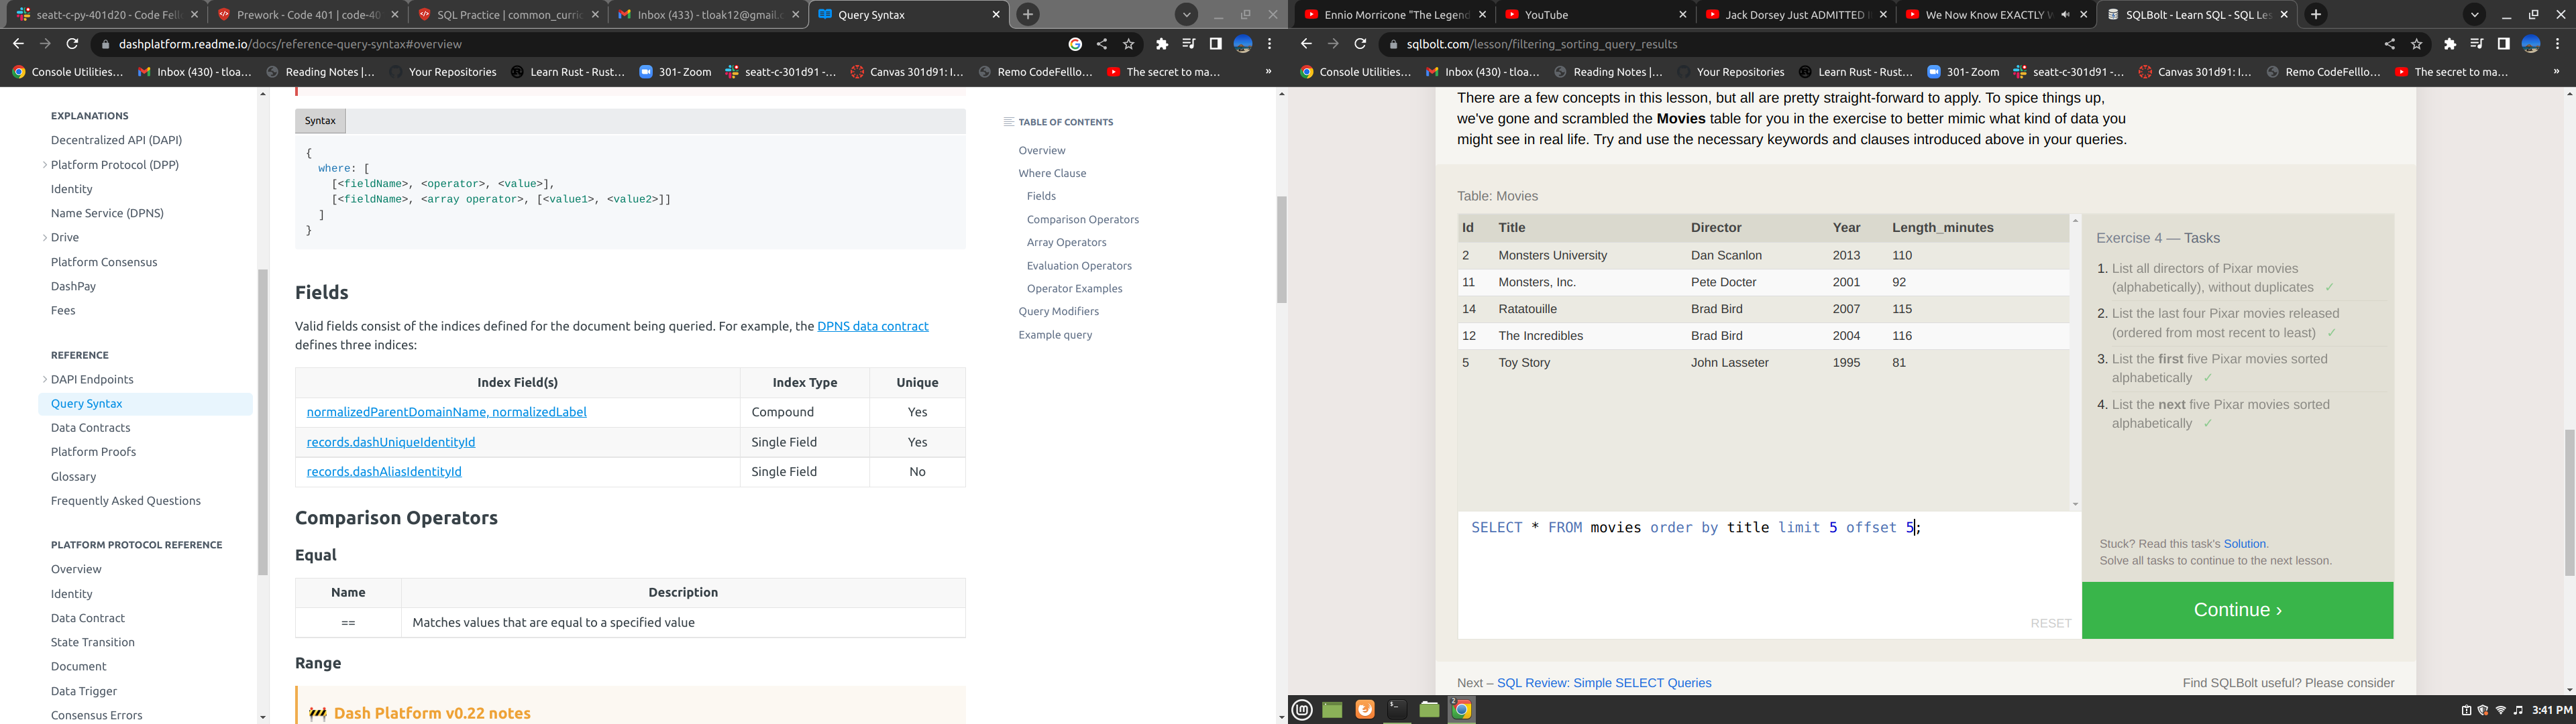 seatt-c-py-401d20 - Code Fell
Prework - Code 401 | code-40
SQL Practice | common_curric
Inbox (433) - tloak12@gmail.c
Query Syntax
dashplatform.readme.io/docs/reference-query-syntax#overview
Console Utilities...
Inbox (430) - tloa...
Reading Notes |...
Your Repositories
Learn Rust - Rust...
301- Zoom
seatt-c-301d91 -...
Canvas 301d91: I...
Remo CodeFello...
The secret to ma...
»
EXPLANATIONS
Decentralized API (DAPI)
Platform Protocol (DPP)
Identity
Name Service (DPNS)
Drive
Platform Consensus
DashPay
Fees
REFERENCE
DAPI Endpoints
Query Syntax
Data Contracts
Platform Proofs
Glossary
Frequently Asked Questions
PLATFORM PROTOCOL REFERENCE
Overview
Identity
Data Contract
State Transition
Document
Data Trigger
Consensus Errors
Syntax
{
where: [
[<fieldName>, <operator>, <value>],
[<fieldName>, <array operator>, [<value1>, <value2>]]
]
}
Fields
Valid fields consist of the indices defined for the document being queried. For example, the DPNS data contract
defines three indices:
Index Field(s) Index Type Unique
normalizedParentDomainName, normalizedLabel Compound Yes
records.dashUniqueIdentityId Single Field Yes
records.dashAliasIdentityId Single Field No
Comparison Operators
Equal
Name Description
== Matches values that are equal to a specified value
Range
🚧 Dash Platform v0.22 notes
TABLE OF CONTENTS
Overview
Where Clause
Fields
Comparison Operators
Array Operators
Evaluation Operators
Operator Examples
Query Modifiers
Example query
Ennio Morricone "The Legend
YouTube
Jack Dorsey Just ADMITTED I
We Now Know EXACTLY W
SQLBolt - Learn SQL - SQL Les
sqlbolt.com/lesson/filtering_sorting_query_results
Console Utilities...
Inbox (430) - tloa...
Reading Notes |...
Your Repositories
Learn Rust - Rust...
301- Zoom
seatt-c-301d91 -...
Canvas 301d91: I...
Remo CodeFello...
The secret to ma...
»
There are a few concepts in this lesson, but all are pretty straight-forward to apply. To spice things up,
we've gone and scrambled the Movies table for you in the exercise to better mimic what kind of data you
might see in real life. Try and use the necessary keywords and clauses introduced above in your queries.
Table: Movies
Id Title Director Year Length_minutes
2 Monsters University Dan Scanlon 2013 110
11 Monsters, Inc. Pete Docter 2001 92
14 Ratatouille Brad Bird 2007 115
12 The Incredibles Brad Bird 2004 116
5 Toy Story John Lasseter 1995 81
SELECT * FROM movies order by title limit 5 offset 5;
RESET
Exercise 4 — Tasks
1. List all directors of Pixar movies
(alphabetically), without duplicates ✓
2. List the last four Pixar movies released
(ordered from most recent to least) ✓
3. List the first five Pixar movies sorted
alphabetically ✓
4. List the next five Pixar movies sorted
alphabetically ✓
Stuck? Read this task's Solution.
Solve all tasks to continue to the next lesson.
Continue ›
Next – SQL Review: Simple SELECT Queries
Find SQLBolt useful? Please consider
2
3:41 PM